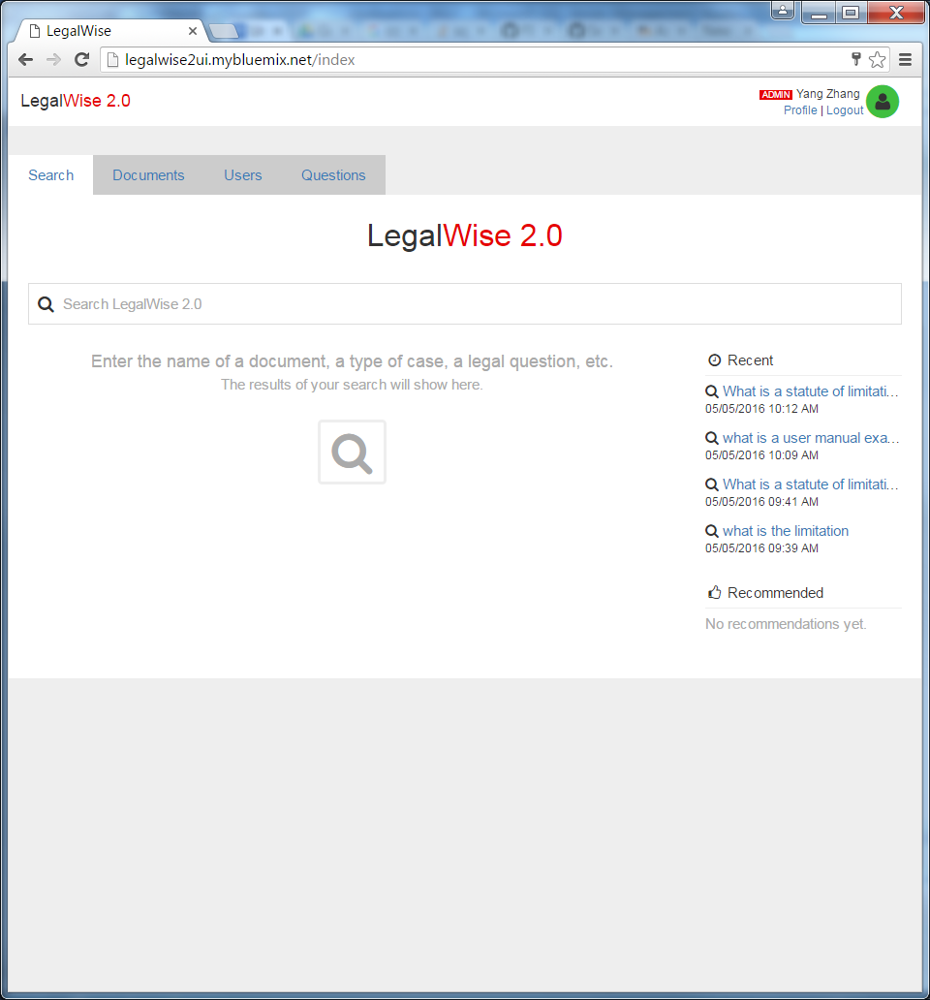 LegalWise
legalwise2ui.mybluemix.net/index
LegalWise 2.0
ADMIN Yang Zhang
Profile | Logout
Search Documents Users Questions
LegalWise 2.0
Search LegalWise 2.0
Enter the name of a document, a type of case, a legal question, etc.
The results of your search will show here.
Recent
What is a statute of limitati...
05/05/2016 10:12 AM
what is a user manual exa...
05/05/2016 10:09 AM
What is a statute of limitati...
05/05/2016 09:41 AM
what is the limitation
05/05/2016 09:39 AM
Recommended
No recommendations yet.